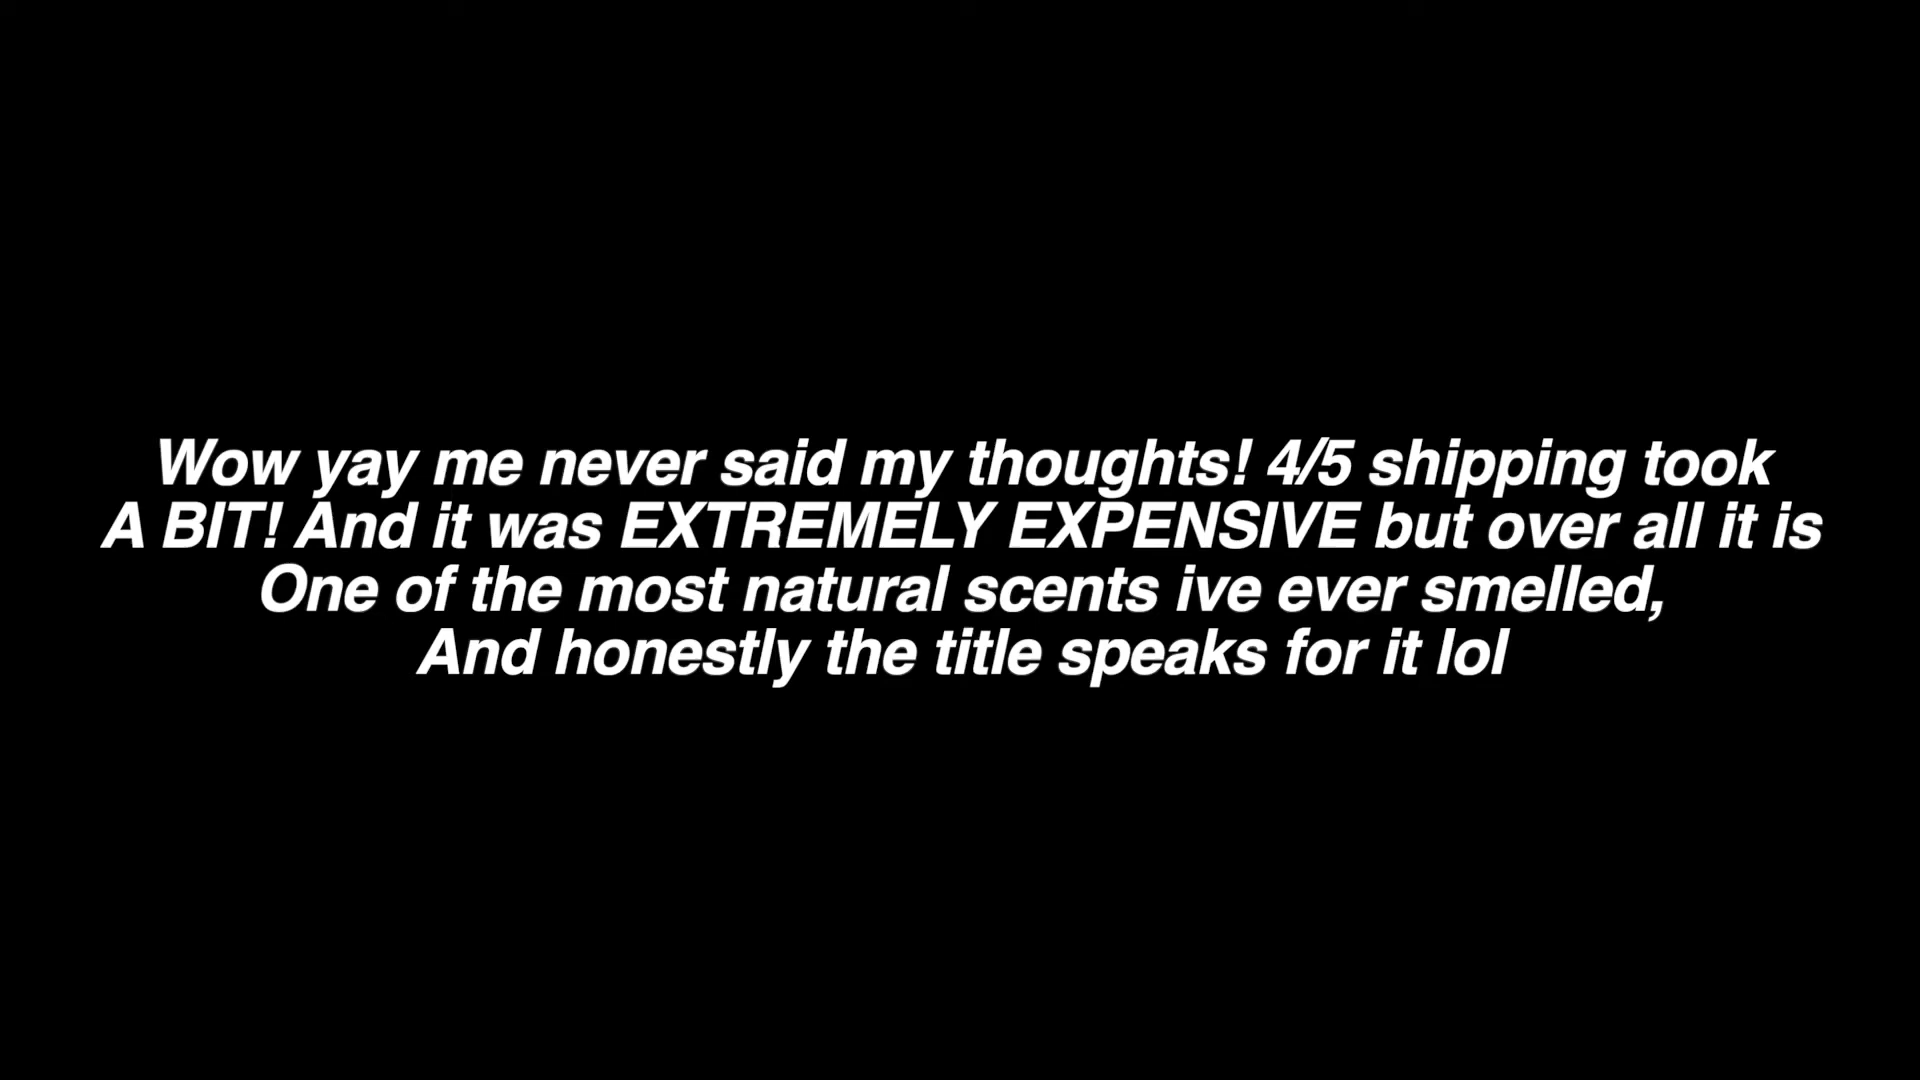 Wow yay me never said my thoughts! 4/5 shipping took
A BIT! And it was EXTREMELY EXPENSIVE but over all it is
One of the most natural scents ive ever smelled,
And honestly the title speaks for it lol